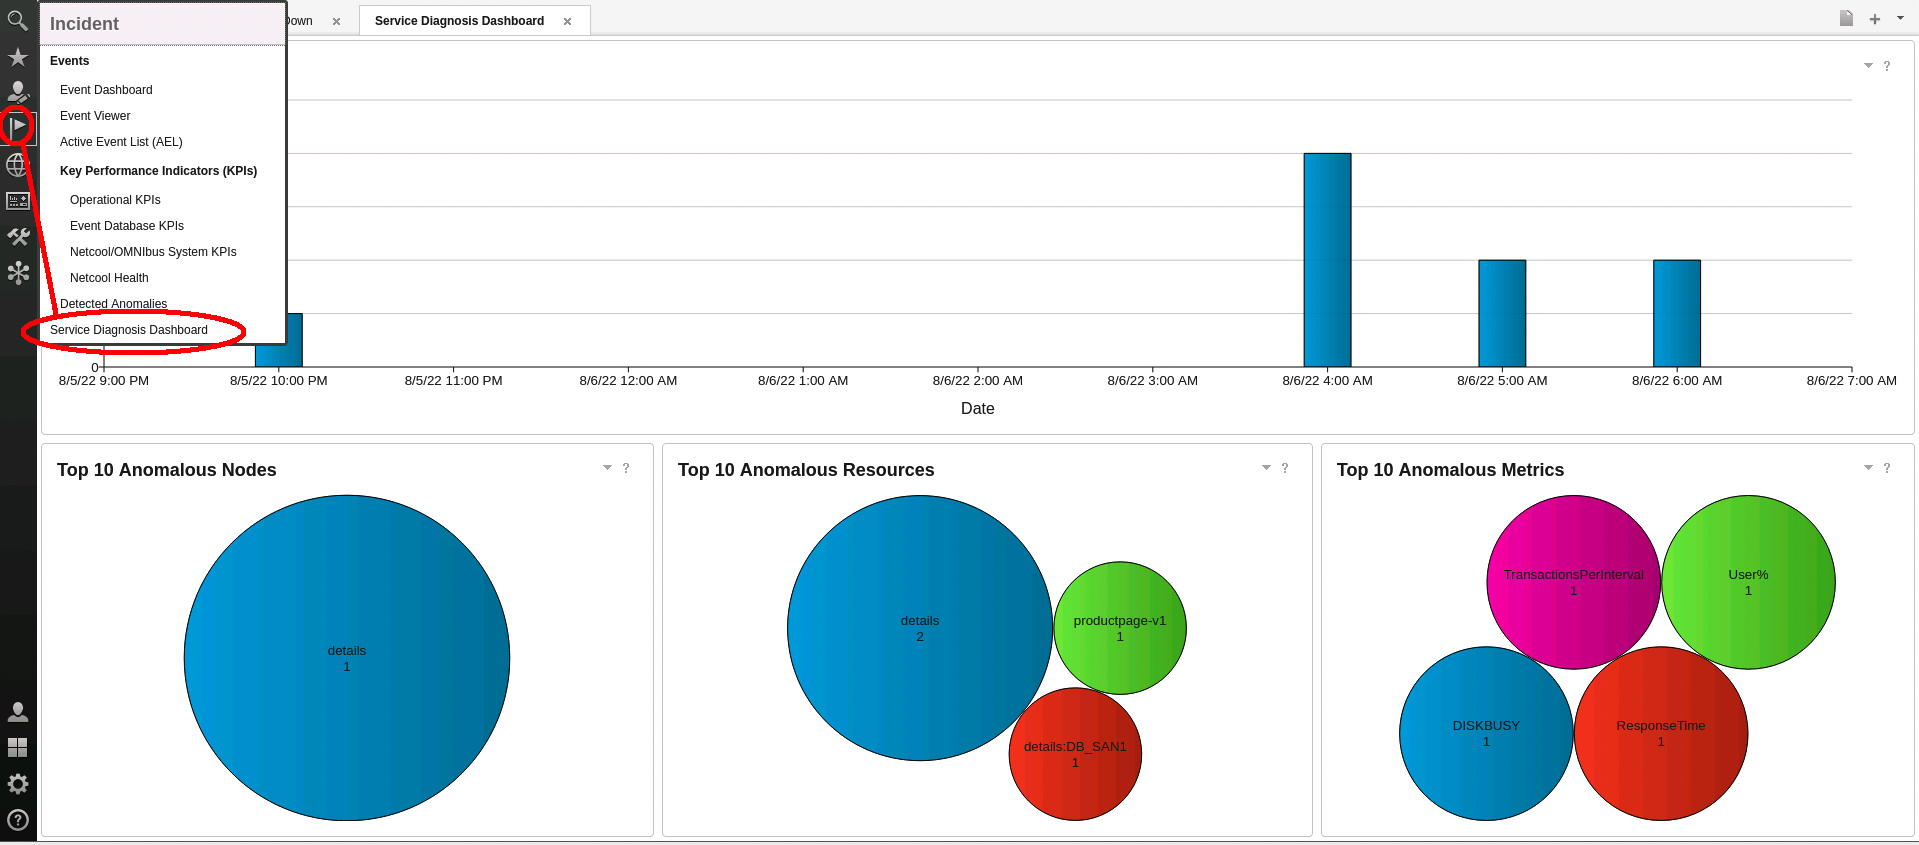 Incident
Down
Service Diagnosis Dashboard
Events
Event Dashboard
Event Viewer
Active Event List (AEL)
Key Performance Indicators (KPIs)
Operational KPIs
Event Database KPIs
Netcool/OMNIbus System KPIs
Netcool Health
Detected Anomalies
Service Diagnosis Dashboard
?
0
8/5/22 9:00 PM 8/5/22 10:00 PM 8/5/22 11:00 PM 8/6/22 12:00 AM 8/6/22 1:00 AM 8/6/22 2:00 AM 8/6/22 3:00 AM 8/6/22 4:00 AM 8/6/22 5:00 AM 8/6/22 6:00 AM 8/6/22 7:00 AM
Date
Top 10 Anomalous Nodes ?
details
1
Top 10 Anomalous Resources ?
details
2
productpage-v1
1
details:DB_SAN1
1
Top 10 Anomalous Metrics ?
TransactionsPerInterval
1
User%
1
DISKBUSY
1
ResponseTime
1
?